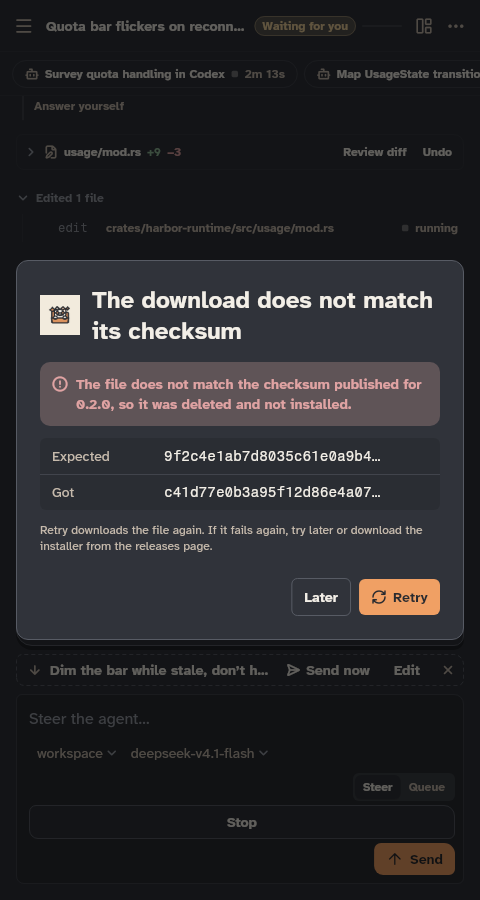 Quota bar flickers on reconn…
Waiting for you
Survey quota handling in Codex
2m 13s
Map UsageState transitio
Answer yourself
usage/mod.rs +9 −3
Review diff
Undo
Edited 1 file
edit crates/harbor-runtime/src/usage/mod.rs
running
The download does not match
its checksum
The file does not match the checksum published for
0.2.0, so it was deleted and not installed.
Expected 9f2c4e1ab7d8035c61e0a9b4…
Got c41d77e0b3a95f12d86e4a07…
Retry downloads the file again. If it fails again, try later or download the
installer from the releases page.
Later
Retry
Dim the bar while stale, don't h…
Send now
Edit
Steer the agent…
workspace
deepseek-v4.1-flash
Steer
Queue
Stop
Send